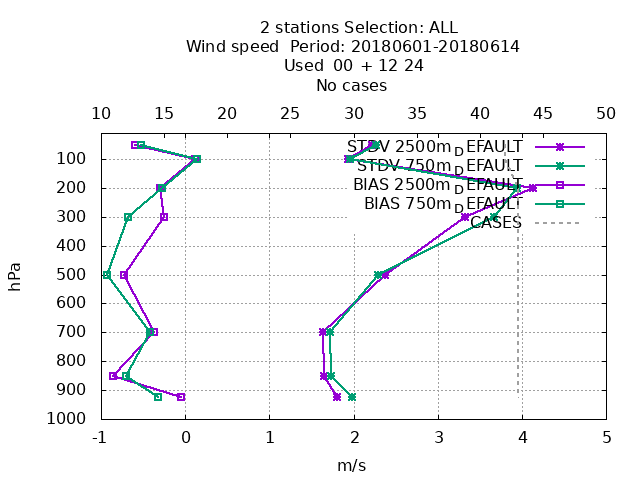 2 stations Selection: ALL
Wind speed  Period: 20180601-20180614
Used  00 + 12 24
No cases
10 15 20 25 30 35 40 45 50
STDV 2500m_DEFAULT
STDV 750m_DEFAULT
BIAS 2500m_DEFAULT
BIAS 750m_DEFAULT
CASES
100
200
300
400
500
600
700
800
900
1000
hPa
-1 0 1 2 3 4 5
m/s